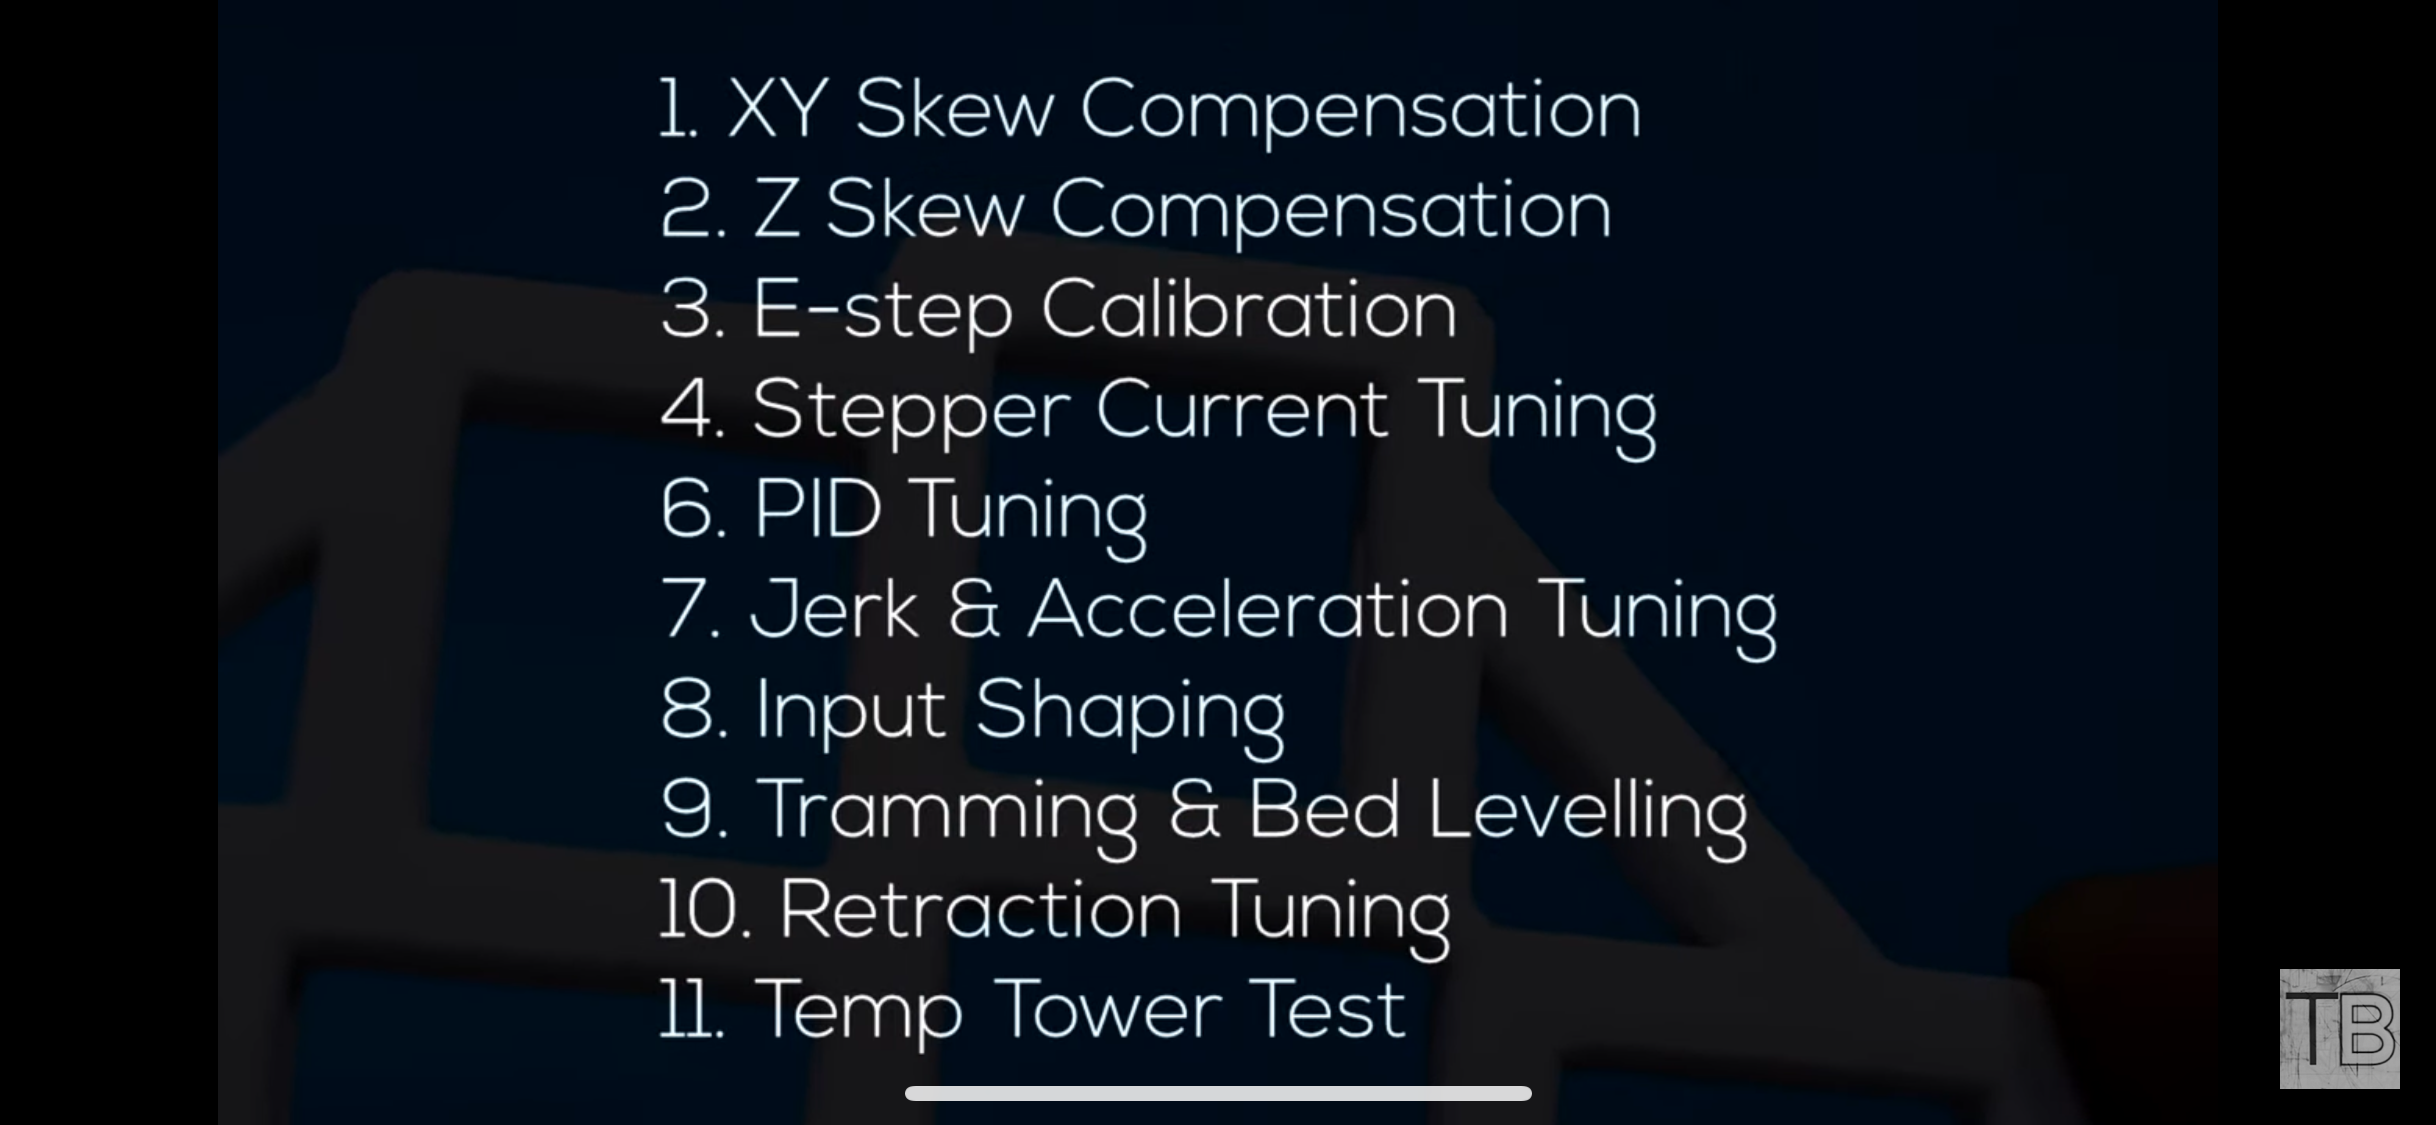 1. XY Skew Compensation
2. Z Skew Compensation
3. E-step Calibration
4. Stepper Current Tuning
6. PID Tuning
7. Jerk & Acceleration Tuning
8. Input Shaping
9. Tramming & Bed Levelling
10. Retraction Tuning
11. Temp Tower Test
TB